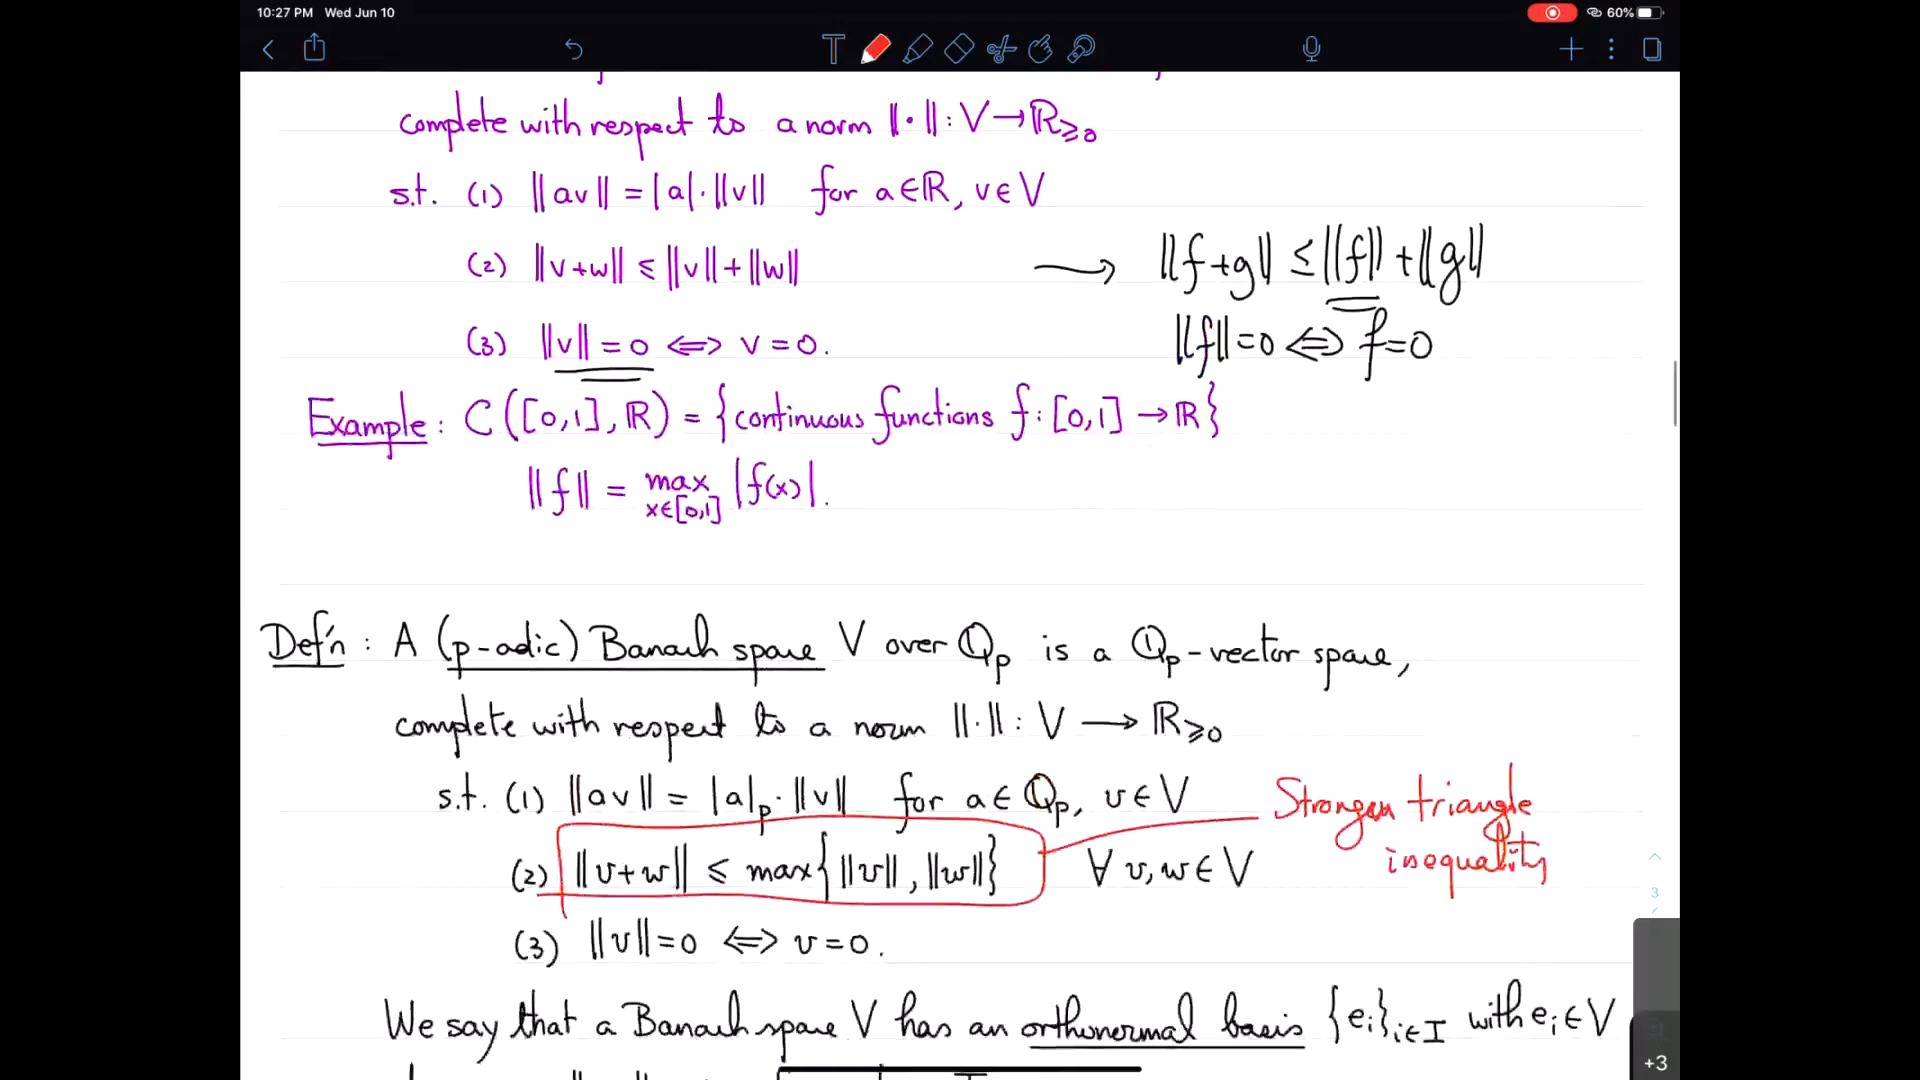 10:27 PM Wed Jun 10
60%
complete with respect to a norm ‖·‖ : V → ℝ≥0
s.t. (1) ‖av‖ = |a|·‖v‖ for a∈ℝ, v∈V
(2) ‖v+w‖ ≤ ‖v‖+‖w‖ → ‖f+g‖ ≤ ‖f‖+‖g‖
(3) ‖v‖ = 0 ⟺ v = 0. ‖f‖=0 ⟺ f=0
Example : C([0,1], ℝ) = {continuous functions f : [0,1] → ℝ}
‖f‖ = max x∈[0,1] |f(x)|.
Def'n : A (p-adic) Banach space V over ℚp is a ℚp-vector space,
complete with respect to a norm ‖·‖ : V → ℝ≥0
s.t. (1) ‖av‖ = |a|p·‖v‖ for a∈ℚp, v∈V
Stronger triangle inequality
(2) ‖v+w‖ ≤ max{‖v‖, ‖w‖} ∀ v,w∈V
(3) ‖v‖=0 ⟺ v=0.
We say that a Banach space V has an orthonormal basis {ei}i∈I with ei∈V
3
+3